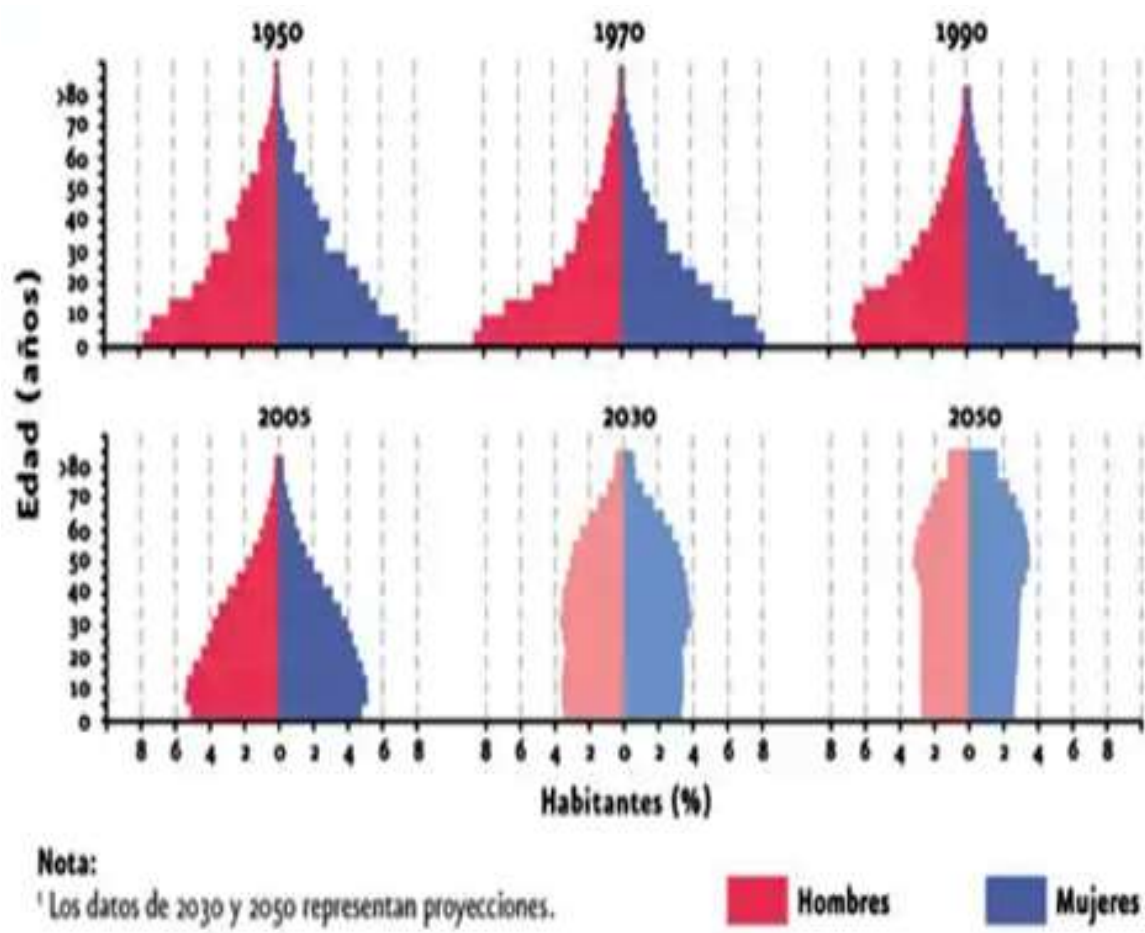 1950 1970 1990
>80
70
60
50
40
30
20
10
0
Edad (años)
2005 2030 2050
>80
70
60
50
40
30
20
10
0
8 6 4 2 0 2 4 6 8 8 6 4 2 0 2 4 6 8 8 6 4 2 0 2 4 6 8
Habitantes (%)
Nota:
¹ Los datos de 2030 y 2050 representan proyecciones.
Hombres Mujeres